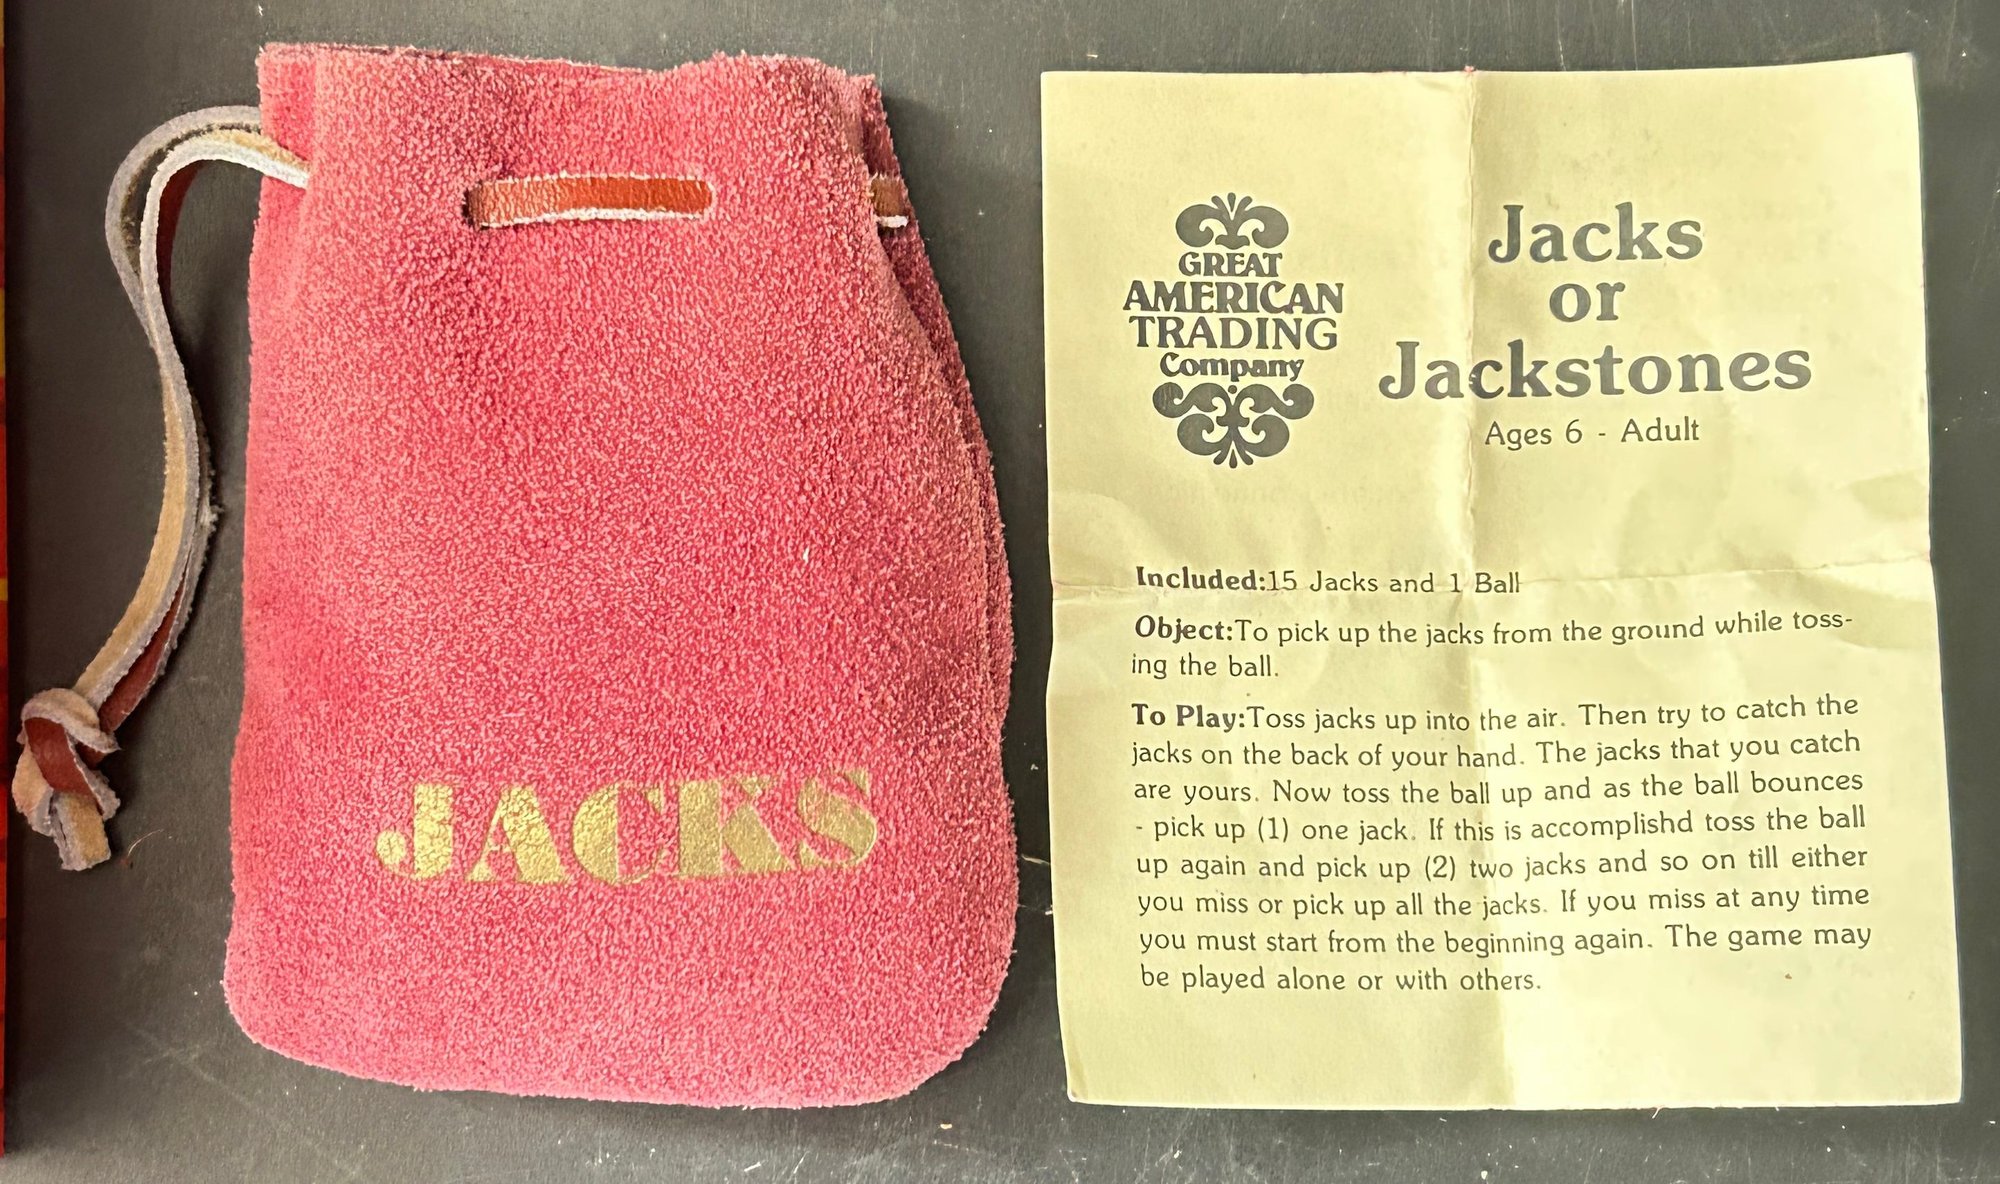 JACKS
GREAT
AMERICAN
TRADING
Company
Jacks
or
Jackstones
Ages 6 - Adult
Included:15 Jacks and 1 Ball
Object:To pick up the jacks from the ground while toss-
ing the ball.
To Play:Toss jacks up into the air. Then try to catch the
jacks on the back of your hand. The jacks that you catch
are yours. Now toss the ball up and as the ball bounces
- pick up (1) one jack. If this is accomplishd toss the ball
up again and pick up (2) two jacks and so on till either
you miss or pick up all the jacks. If you miss at any time
you must start from the beginning again. The game may
be played alone or with others.